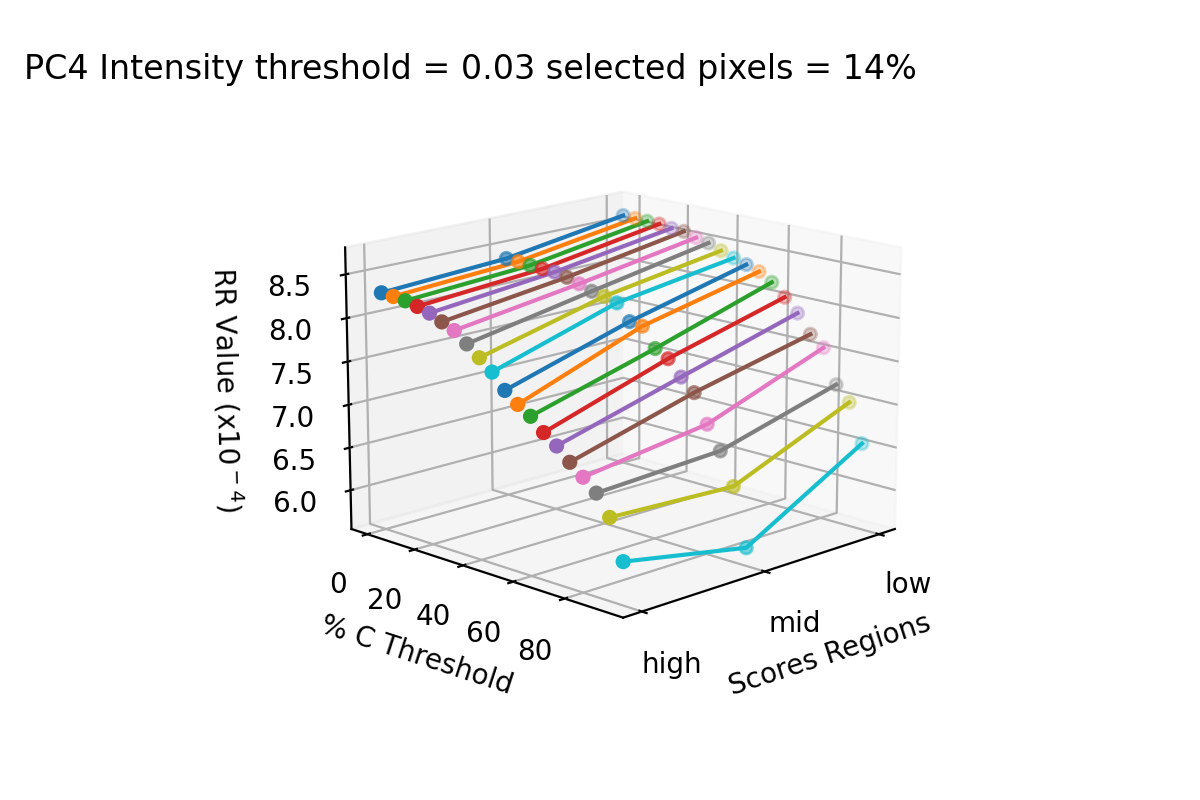 PC4 Intensity threshold = 0.03 selected pixels = 14%
RR Value (x10⁻⁴)
8.5
8.0
7.5
7.0
6.5
6.0
0
20
40
60
80
% C Threshold
high
mid
low
Scores Regions